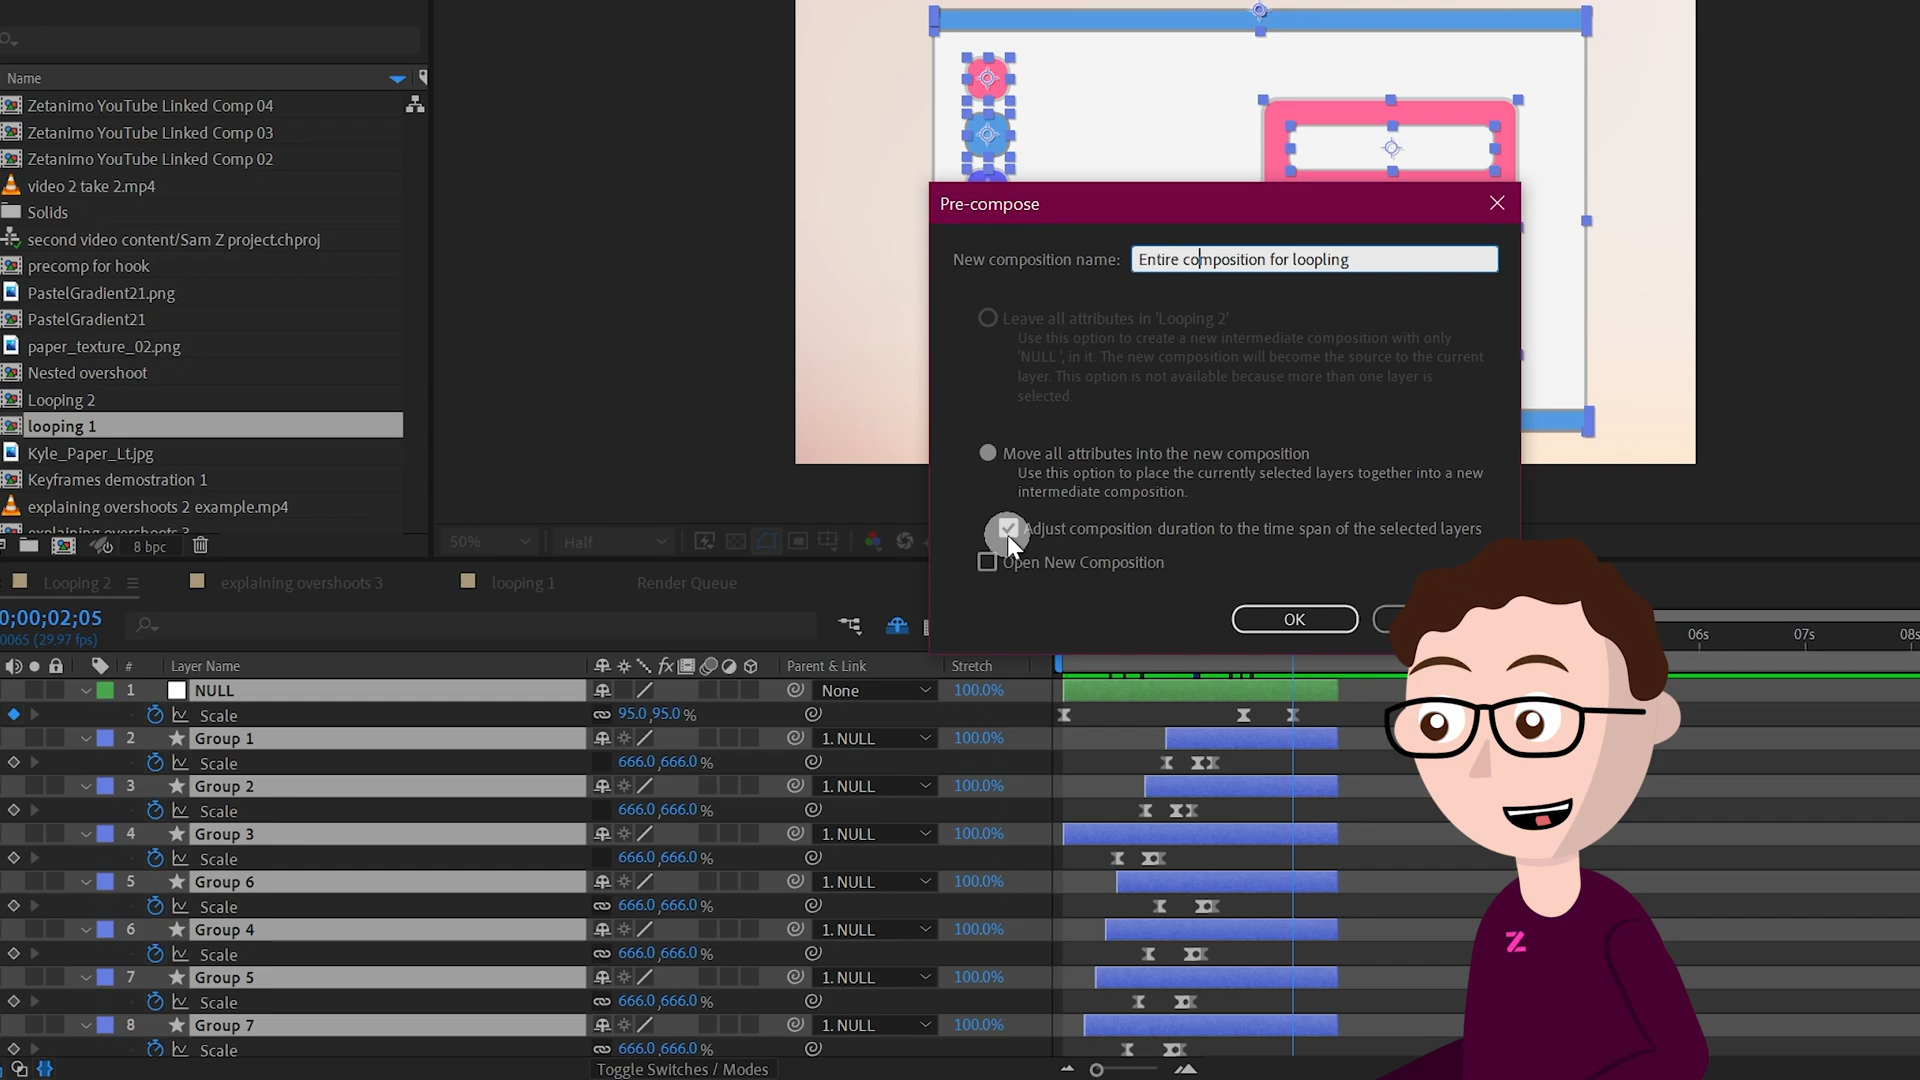 Name
Zetanimo YouTube Linked Comp 04
Zetanimo YouTube Linked Comp 03
Zetanimo YouTube Linked Comp 02
video 2 take 2.mp4
Solids
second video content/Sam Z project.chproj
precomp for hook
PastelGradient21.png
PastelGradient21
paper_texture_02.png
Nested overshoot
Looping 2
looping 1
Kyle_Paper_Lt.jpg
Keyframes demostration 1
explaining overshoots 2 example.mp4
explaining overshoots 3
8 bpc
50%
Half
Pre-compose
New composition name: Entire composition for loopling
Leave all attributes in 'Looping 2'
Use this option to create a new intermediate composition with only
'NULL', in it. The new composition will become the source to the current
layer. This option is not available because more than one layer is
selected.
Move all attributes into the new composition
Use this option to place the currently selected layers together into a new
intermediate composition.
Adjust composition duration to the time span of the selected layers
Open New Composition
OK
Looping 2
explaining overshoots 3
looping 1
Render Queue
0;00;02;05
0065 (29.97 fps)
06s
07s
08s
# Layer Name Parent & Link Stretch
1 NULL None 100.0%
Scale 95.0,95.0 %
2 Group 1 1. NULL 100.0%
Scale 666.0,666.0 %
3 Group 2 1. NULL 100.0%
Scale 666.0,666.0 %
4 Group 3 1. NULL 100.0%
Scale 666.0,666.0 %
5 Group 6 1. NULL 100.0%
Scale 666.0,666.0 %
6 Group 4 1. NULL 100.0%
Scale 666.0,666.0 %
7 Group 5 1. NULL 100.0%
Scale 666.0,666.0 %
8 Group 7 1. NULL 100.0%
Scale 666.0,666.0 %
Toggle Switches / Modes
Z